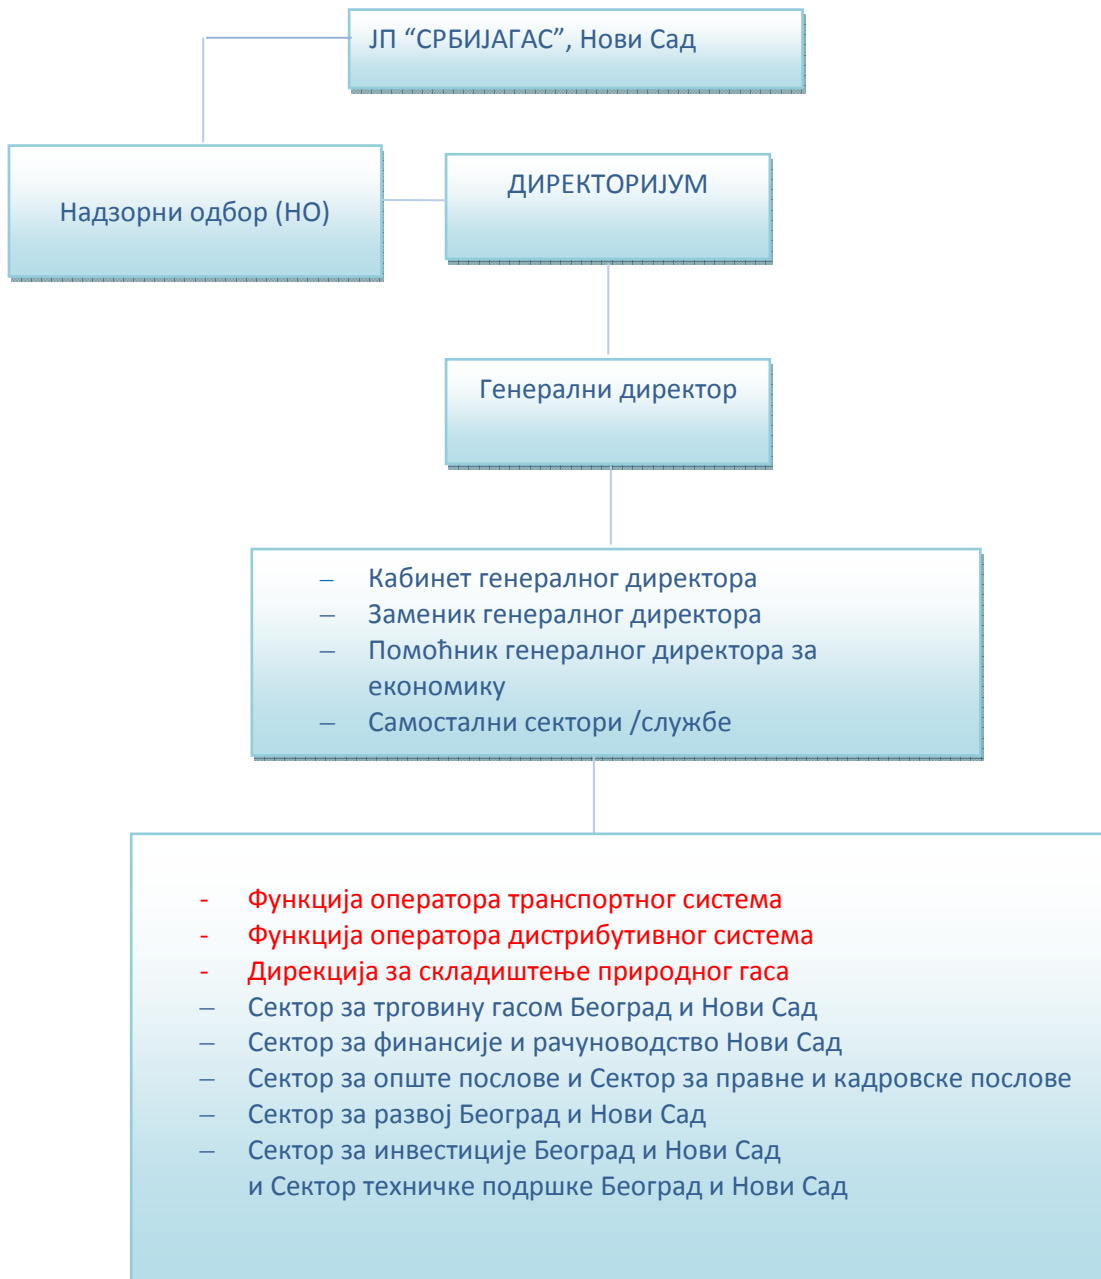 ЈП “СРБИЈАГАС”, Нови Сад
Надзорни одбор (НО)
ДИРЕКТОРИЈУМ
Генерални директор
– Кабинет генералног директора
– Заменик генералног директора
– Помоћник генералног директора за
економику
– Самостални сектори /службе
- Функција оператора транспортног система
- Функција оператора дистрибутивног система
- Дирекција за складиштење природног гаса
– Сектор за трговину гасом Београд и Нови Сад
– Сектор за финансије и рачуноводство Нови Сад
– Сектор за опште послове и Сектор за правне и кадровске послове
– Сектор за развој Београд и Нови Сад
– Сектор за инвестиције Београд и Нови Сад
и Сектор техничке подршке Београд и Нови Сад